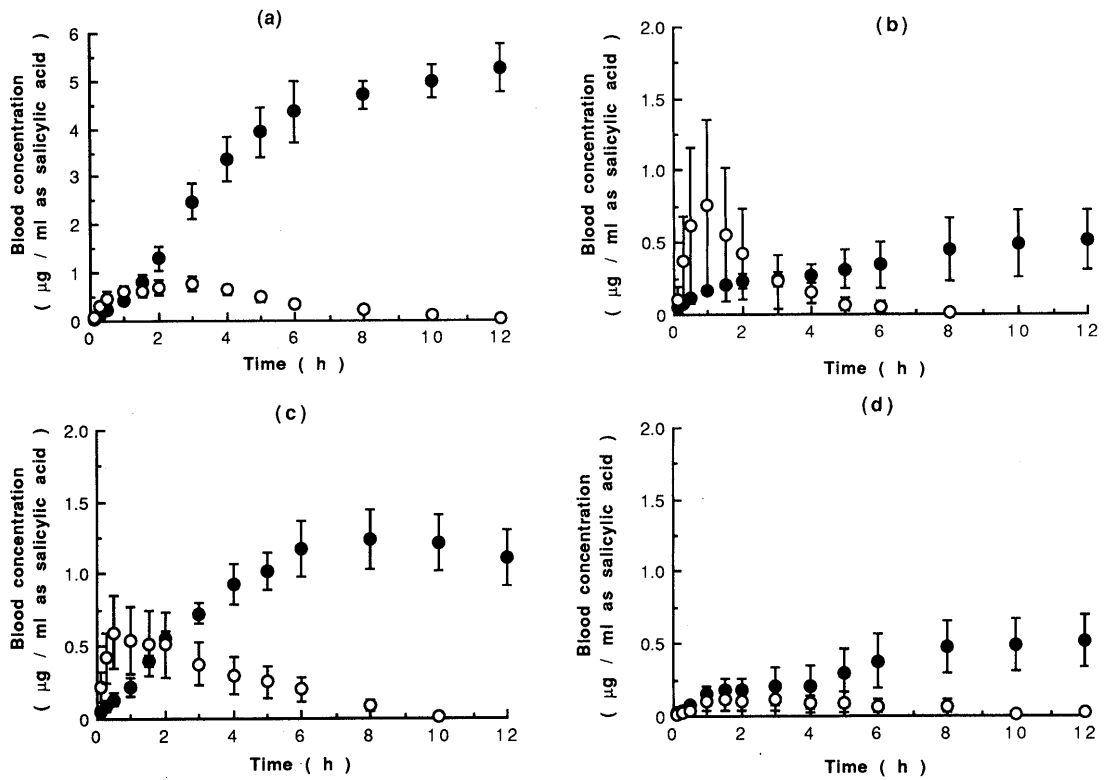 (a)
6
5
4
3
2
1
0
0 2 4 6 8 10 12
Time ( h )
Blood concentration
( μg / ml as salicylic acid )
(b)
2.0
1.5
1.0
0.5
0
0 2 4 6 8 10 12
Time ( h )
Blood concentration
( μg / ml as salicylic acid )
(c)
2.0
1.5
1.0
0.5
0
0 2 4 6 8 10 12
Time ( h )
Blood concentration
( μg / ml as salicylic acid )
(d)
2.0
1.5
1.0
0.5
0
0 2 4 6 8 10 12
Time ( h )
Blood concentration
( μg / ml as salicylic acid )